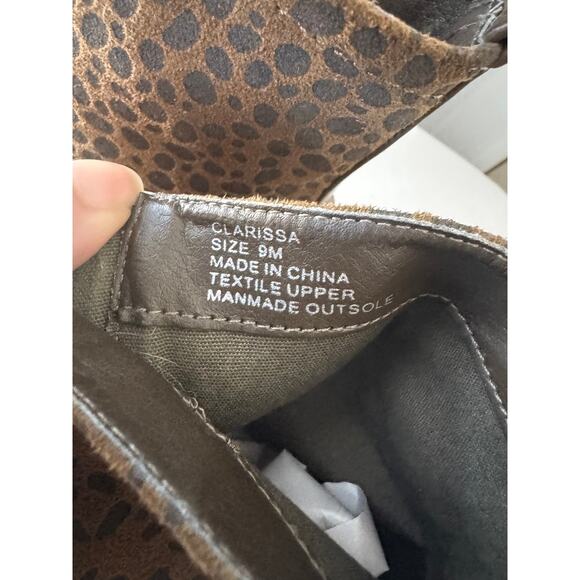 CLARISSA
SIZE 9M
MADE IN CHINA
TEXTILE UPPER
MANMADE OUTSOLE